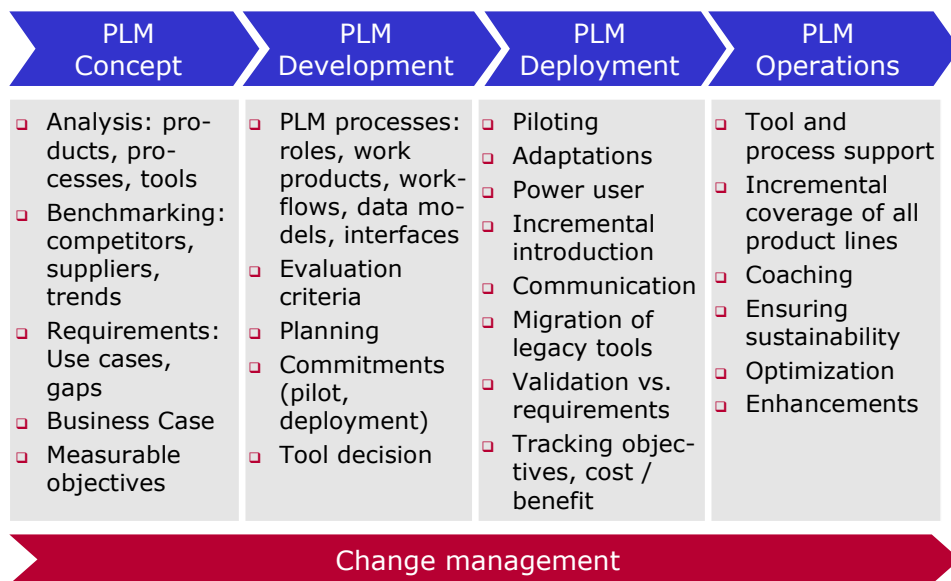 PLM
Concept
PLM
Development
PLM
Deployment
PLM
Operations
Analysis: pro-
ducts, pro-
cesses, tools
Benchmarking:
competitors,
suppliers,
trends
Requirements:
Use cases,
gaps
Business Case
Measurable
objectives
PLM processes:
roles, work
products, work-
flows, data mo-
dels, interfaces
Evaluation
criteria
Planning
Commitments
(pilot,
deployment)
Tool decision
Piloting
Adaptations
Power user
Incremental
introduction
Communication
Migration of
legacy tools
Validation vs.
requirements
Tracking objec-
tives, cost /
benefit
Tool and
process support
Incremental
coverage of all
product lines
Coaching
Ensuring
sustainability
Optimization
Enhancements
Change management